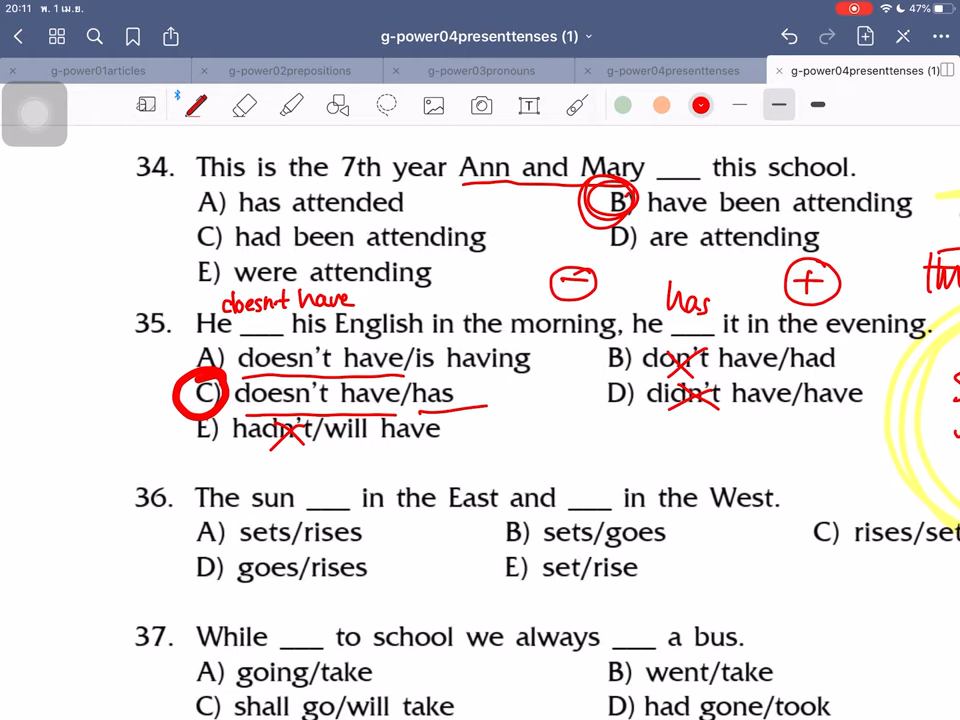 20:11 พ. 1 เม.ย.
47%
g-power04presenttenses (1)
g-power01articles
g-power02prepositions
g-power03pronouns
g-power04presenttenses
g-power04presenttenses (1)
34. This is the 7th year Ann and Mary ___ this school.
A) has attended B) have been attending
C) had been attending D) are attending
E) were attending
doesn't have has
35. He ___ his English in the morning, he ___ it in the evening.
A) doesn't have/is having B) don't have/had
C) doesn't have/has D) didn't have/have
E) hadn't/will have
36. The sun ___ in the East and ___ in the West.
A) sets/rises B) sets/goes C) rises/set
D) goes/rises E) set/rise
37. While ___ to school we always ___ a bus.
A) going/take B) went/take
C) shall go/will take D) had gone/took